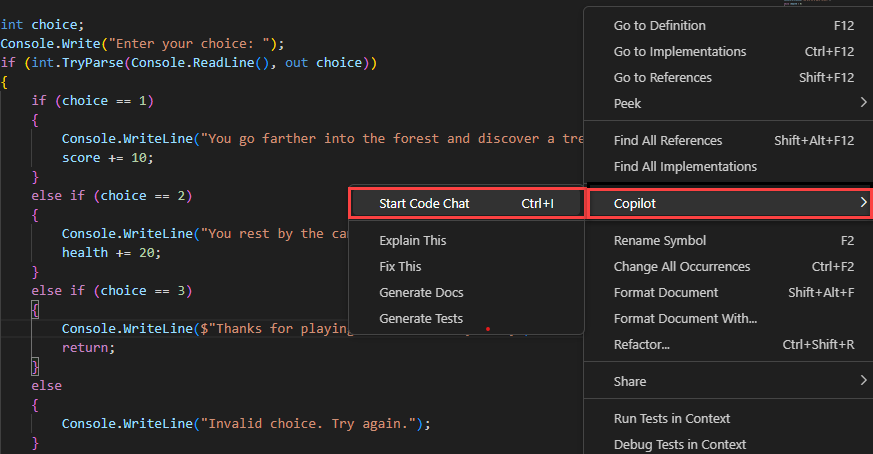 int choice;
Console.Write("Enter your choice: ");
if (int.TryParse(Console.ReadLine(), out choice))
{
if (choice == 1)
{
Console.WriteLine("You go farther into the forest and discover a tre
score += 10;
}
else if (choice == 2)
{
Console.WriteLine("You rest by the ca
health += 20;
}
else if (choice == 3)
{
Console.WriteLine($"Thanks for playing
return;
}
else
{
Console.WriteLine("Invalid choice. Try again.");
}
Start Code Chat Ctrl+I
Explain This
Fix This
Generate Docs
Generate Tests
Go to Definition F12
Go to Implementations Ctrl+F12
Go to References Shift+F12
Peek
Find All References Shift+Alt+F12
Find All Implementations
Copilot
Rename Symbol F2
Change All Occurrences Ctrl+F2
Format Document Shift+Alt+F
Format Document With...
Refactor... Ctrl+Shift+R
Share
Run Tests in Context
Debug Tests in Context